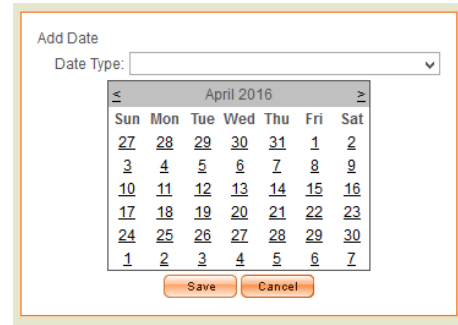 Add Date
Date Type:
< April 2016 >
Sun Mon Tue Wed Thu Fri Sat
27 28 29 30 31 1 2
3 4 5 6 7 8 9
10 11 12 13 14 15 16
17 18 19 20 21 22 23
24 25 26 27 28 29 30
1 2 3 4 5 6 7
Save Cancel